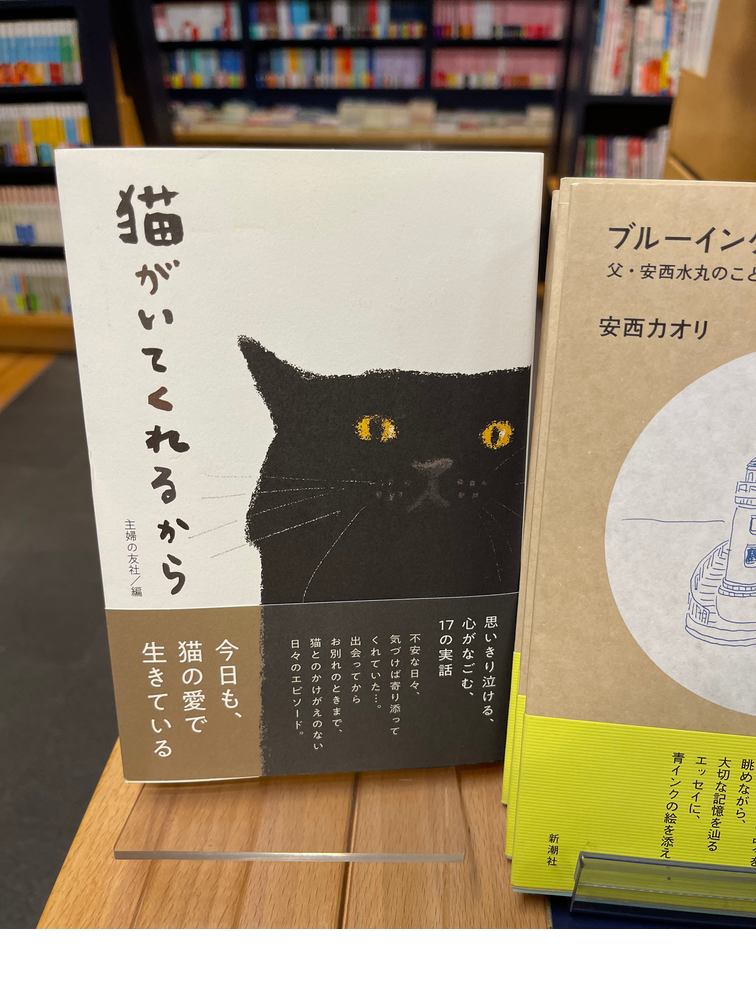 猫がいてくれるから
主婦の友社/編
思いきり泣ける、
心がなごむ、
17の実話
不安な日々、
気づけば寄り添って
くれていた…。
出会ってから
お別れのときまで、
猫とのかけがえのない
日々のエピソード。
今日も、
猫の愛で
生きている
ブルーイン
父・安西水丸のこと
安西カオリ
眺めながら、
大切な記憶を辿る
エッセイに、
青インクの絵を添え
新潮社